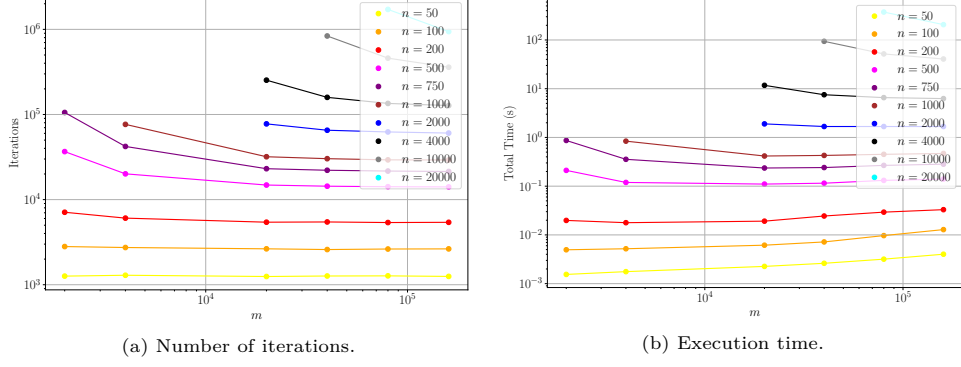 10^6
10^5
10^4
10^3
Iterations
10^4
10^5
m
n = 50
n = 100
n = 200
n = 500
n = 750
n = 1000
n = 2000
n = 4000
n = 10000
n = 20000
(a) Number of iterations.
10^2
10^1
10^0
10^−1
10^−2
10^−3
Total Time (s)
10^4
10^5
m
n = 50
n = 100
n = 200
n = 500
n = 750
n = 1000
n = 2000
n = 4000
n = 10000
n = 20000
(b) Execution time.